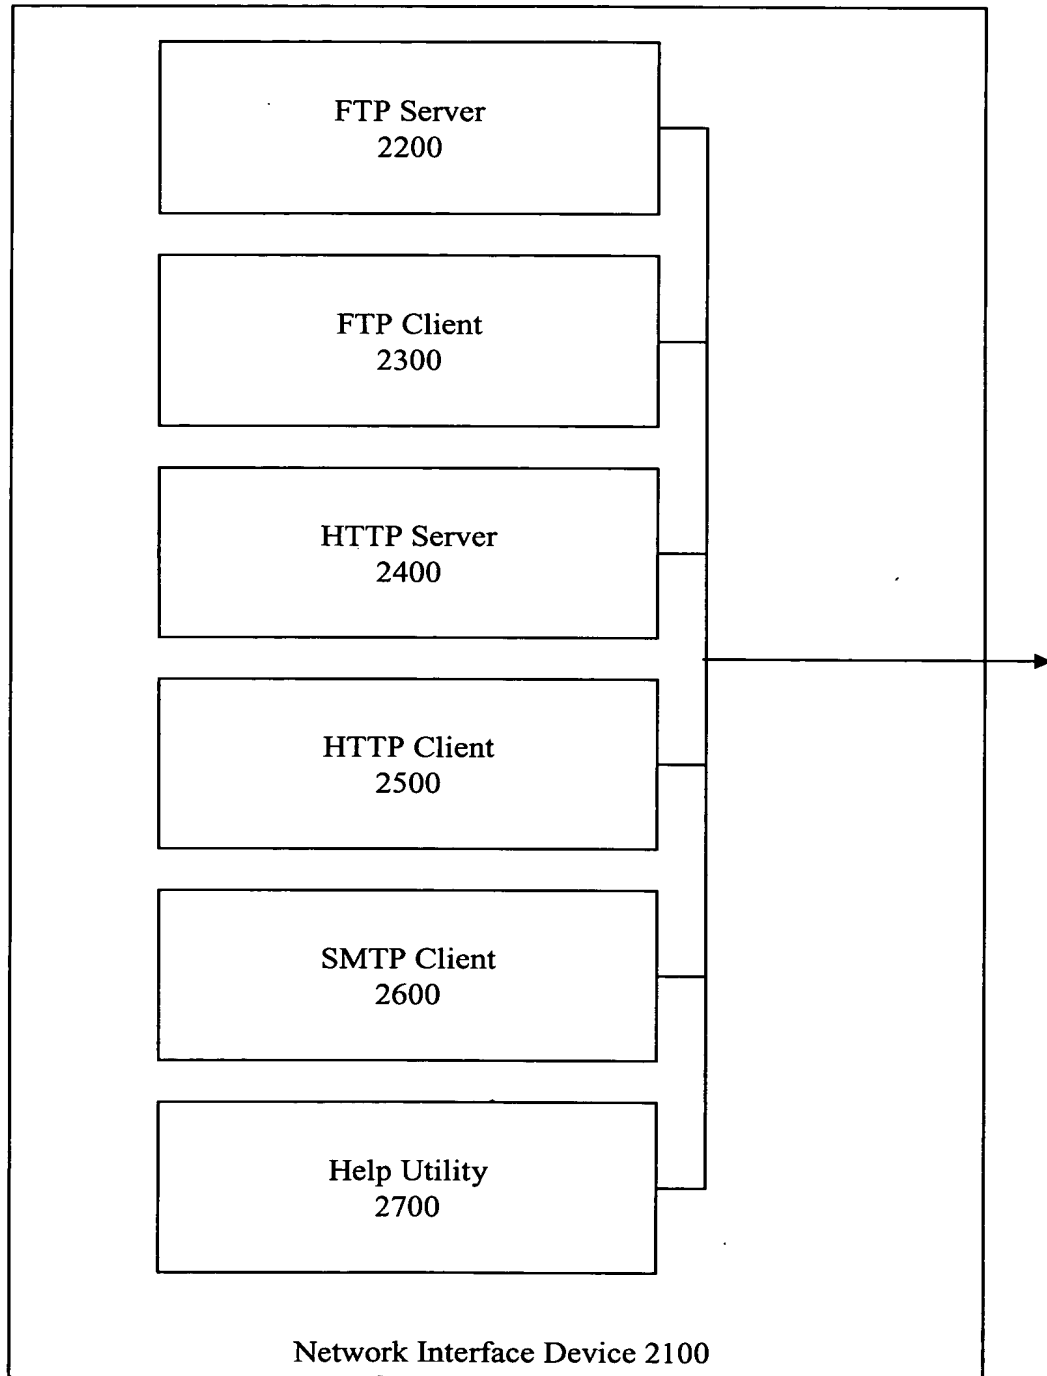 FTP Server
2200
FTP Client
2300
HTTP Server
2400
HTTP Client
2500
SMTP Client
2600
Help Utility
2700
Network Interface Device 2100